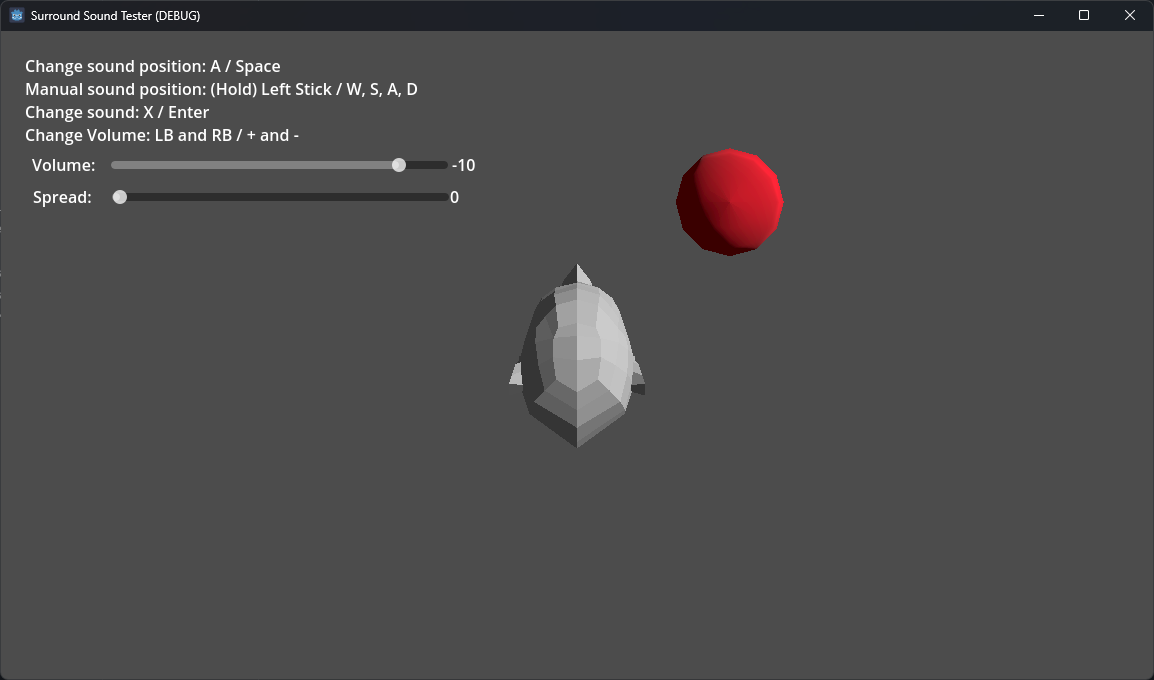 Surround Sound Tester (DEBUG)
Change sound position: A / Space
Manual sound position: (Hold) Left Stick / W, S, A, D
Change sound: X / Enter
Change Volume: LB and RB / + and -
Volume: -10
Spread: 0